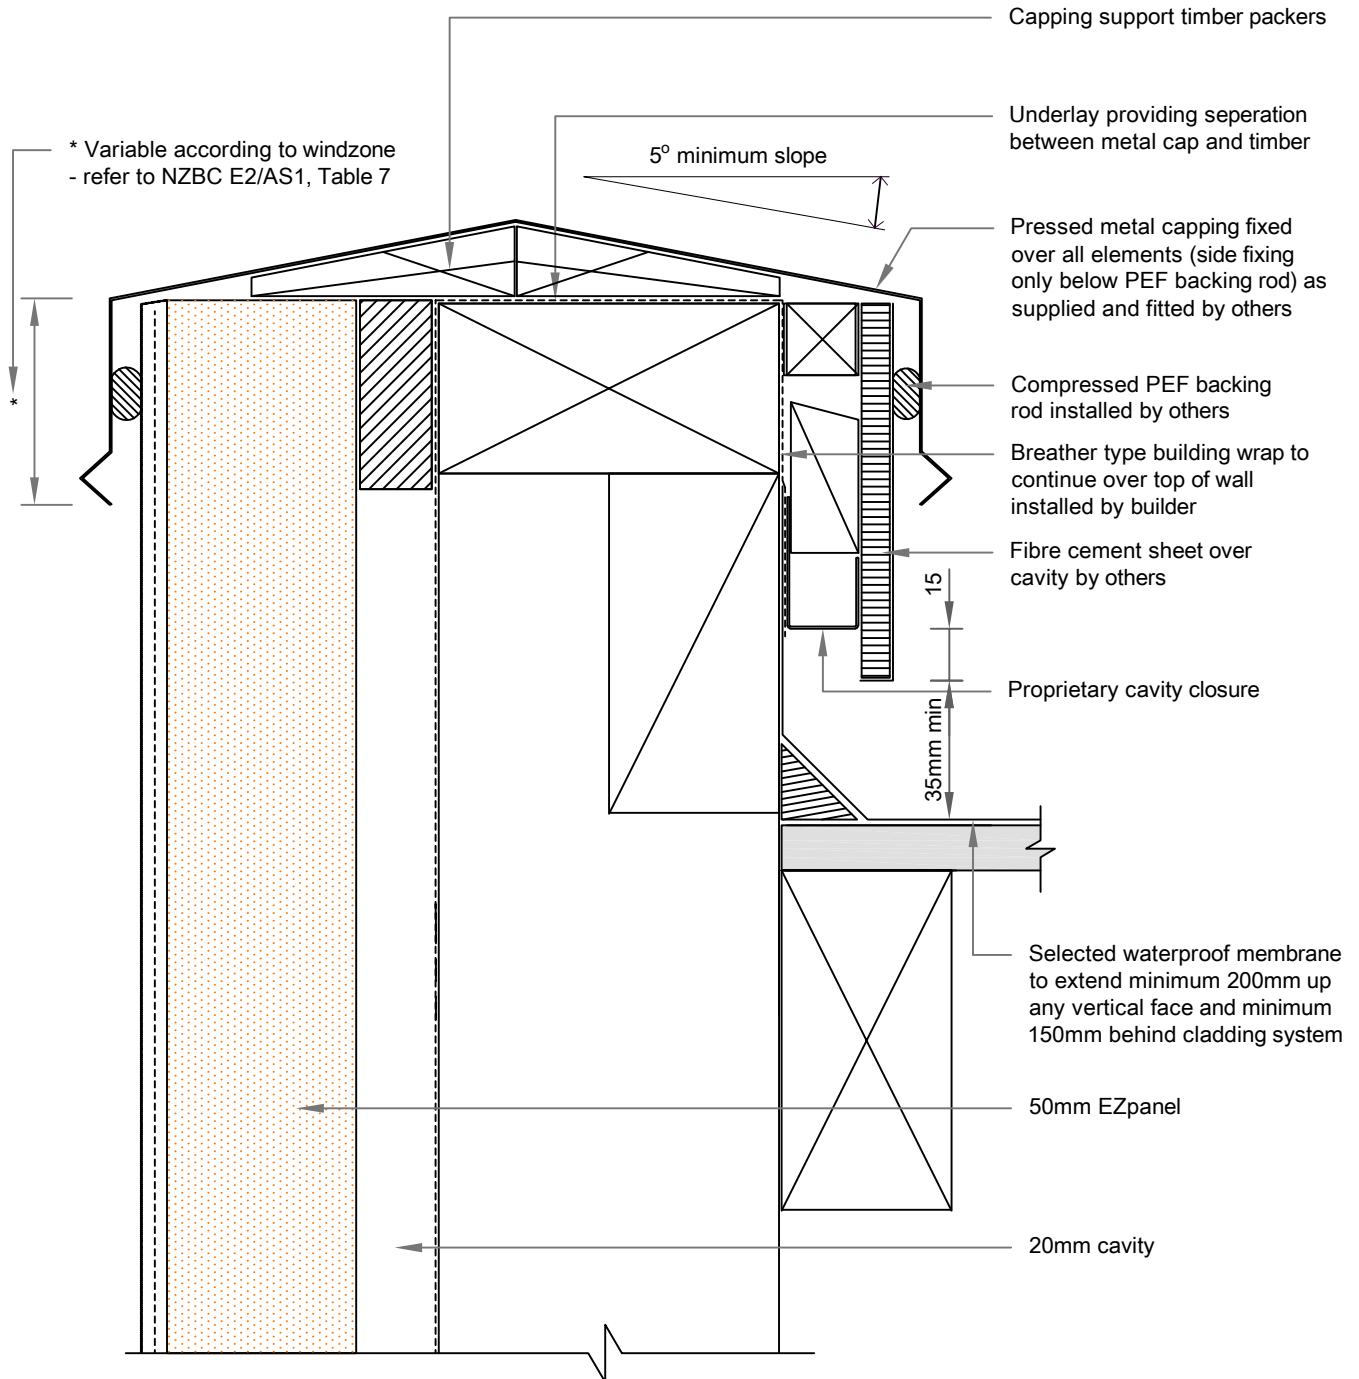 Capping support timber packers
Underlay providing seperation
between metal cap and timber
* Variable according to windzone
- refer to NZBC E2/AS1, Table 7
5o minimum slope
Pressed metal capping fixed
over all elements (side fixing
only below PEF backing rod) as
supplied and fitted by others
*
Compressed PEF backing
rod installed by others
Breather type building wrap to
continue over top of wall
installed by builder
Fibre cement sheet over
cavity by others
15
Proprietary cavity closure
35mm min
Selected waterproof membrane
to extend minimum 200mm up
any vertical face and minimum
150mm behind cladding system
50mm EZpanel
20mm cavity